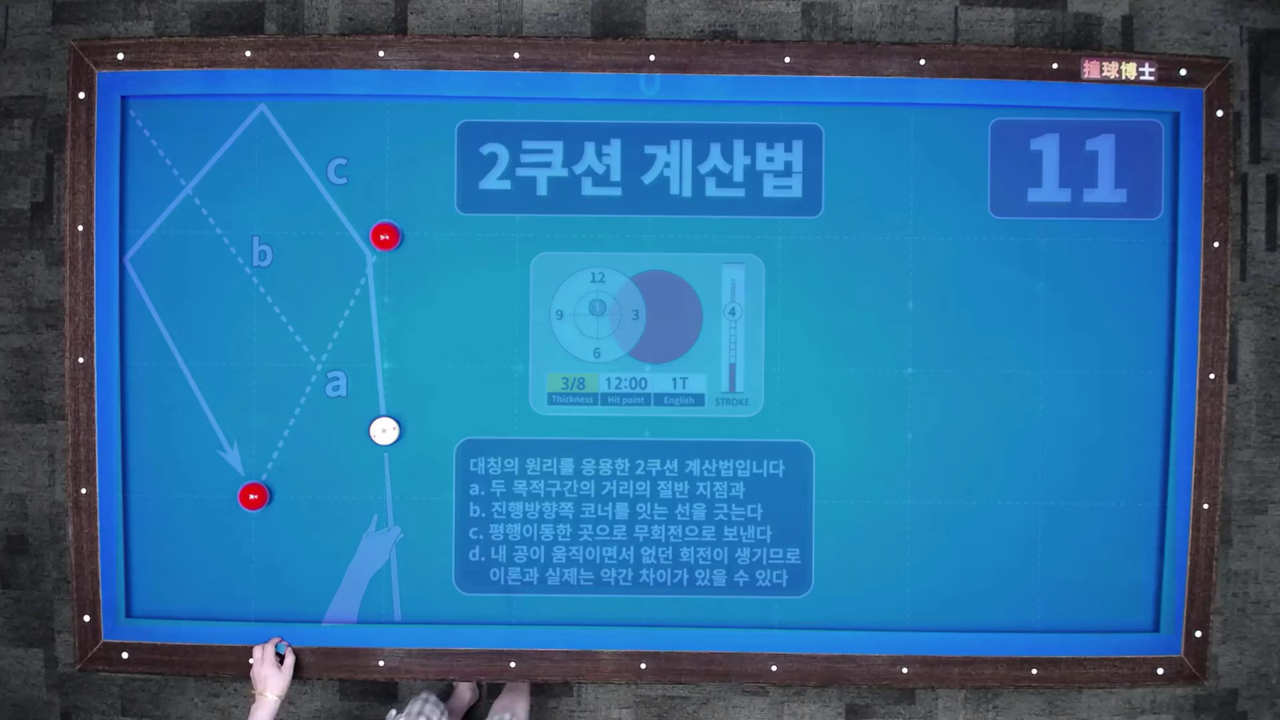 0
撞球博士
2쿠션 계산법
11
c
b
a
12
9
1
3
6
4
3/8
12:00
1T
Thickness
Hit point
English
STROKE
대칭의 원리를 응용한 2쿠션 계산법입니다
a. 두 목적구간의 거리의 절반 지점과
b. 진행방향쪽 코너를 잇는 선을 긋는다
c. 평행이동한 곳으로 무회전으로 보낸다
d. 내 공이 움직이면서 없던 회전이 생기므로
이론과 실제는 약간 차이가 있을 수 있다